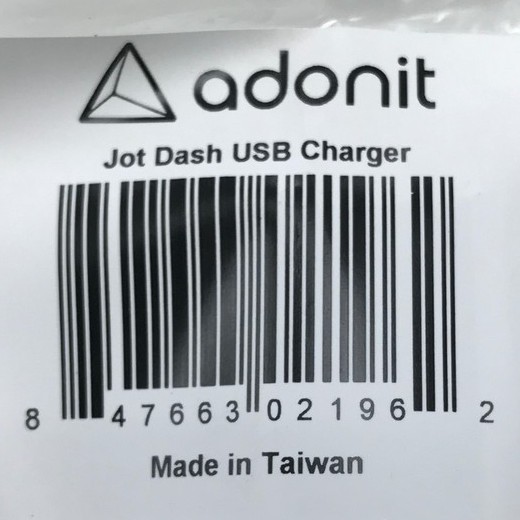 adonit
Jot Dash USB Charger
8 47663 02196 2
Made in Taiwan